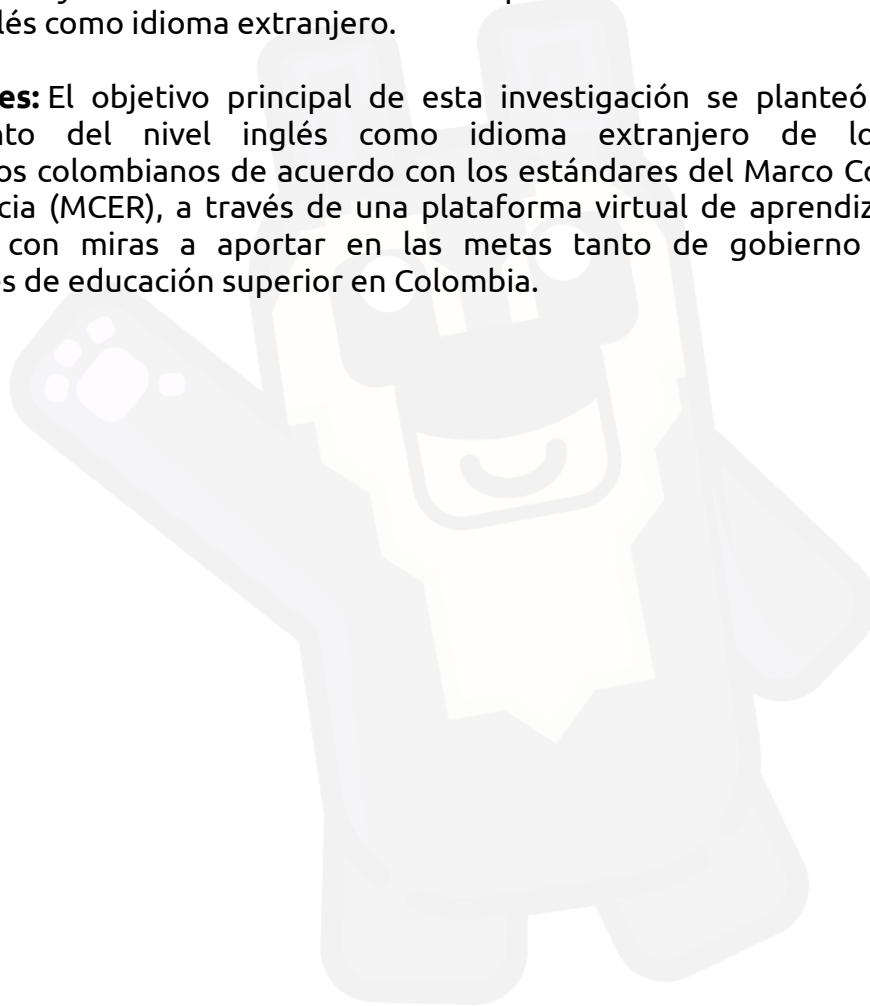 lés como idioma extranjero.
es: El objetivo principal de esta investigación se planteó
nto del nivel inglés como idioma extranjero de lo
os colombianos de acuerdo con los estándares del Marco Co
cia (MCER), a través de una plataforma virtual de aprendiz
con miras a aportar en las metas tanto de gobierno
s de educación superior en Colombia.